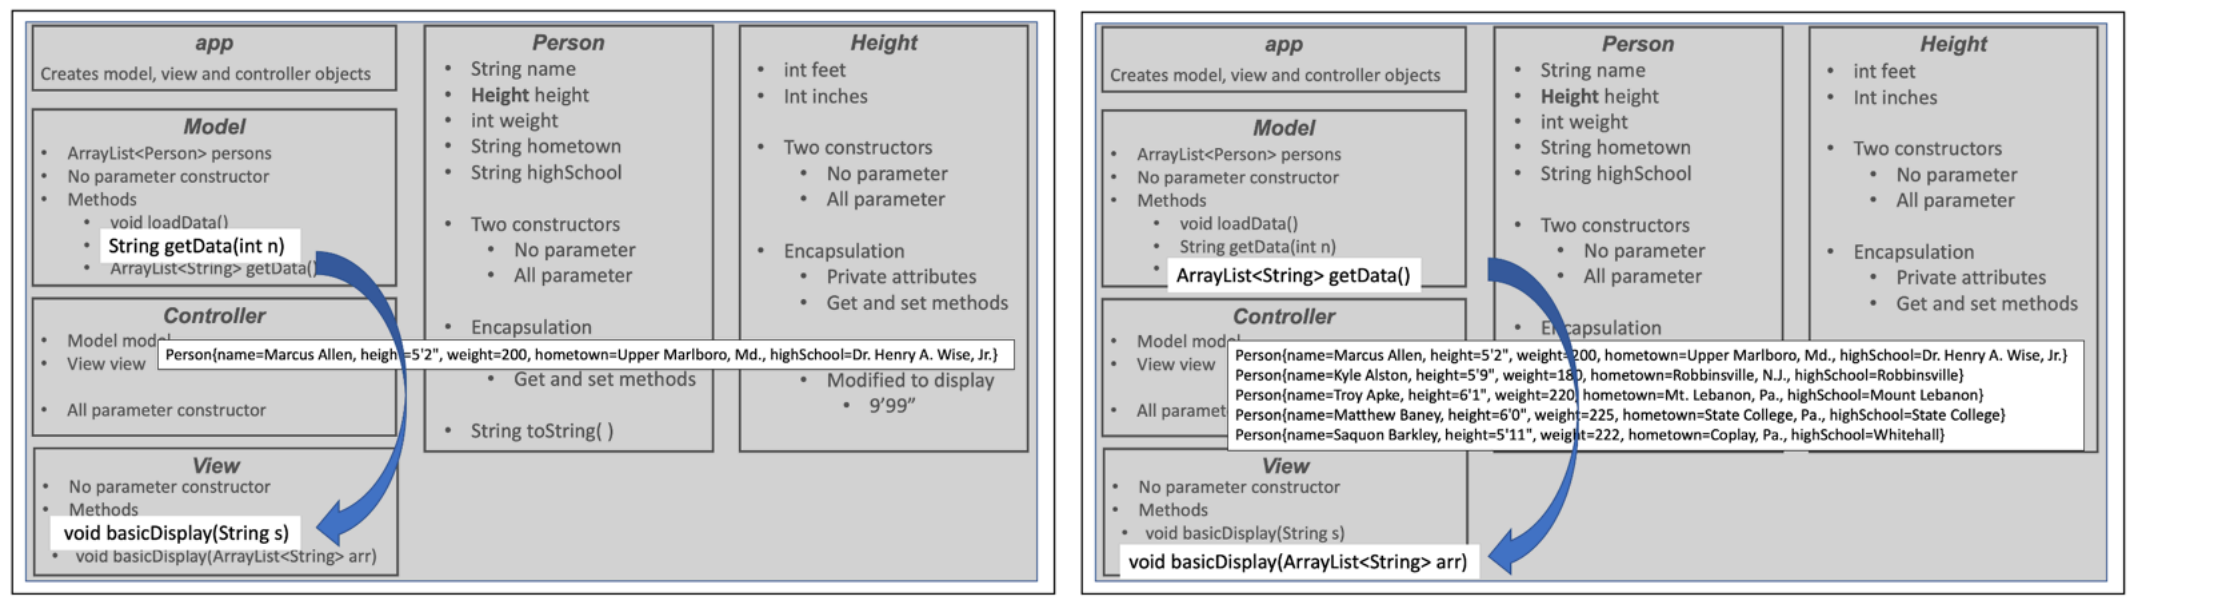 app
Creates model, view and controller objects
Model
• ArrayList<Person> persons
• No parameter constructor
• Methods
• void loadData()
• String getData(int n)
• ArrayList<String> getData()
Controller
• Model model
• View view
• All parameter constructor
View
• No parameter constructor
• Methods
void basicDisplay(String s)
• void basicDisplay(ArrayList<String> arr)
Person
• String name
• Height height
• int weight
• String hometown
• String highSchool
• Two constructors
• No parameter
• All parameter
• Encapsulation
• Get and set methods
• String toString( )
Height
• int feet
• Int inches
• Two constructors
• No parameter
• All parameter
• Encapsulation
• Private attributes
• Get and set methods
• Modified to display
• 9'99"
Person{name=Marcus Allen, height=5'2", weight=200, hometown=Upper Marlboro, Md., highSchool=Dr. Henry A. Wise, Jr.}
app
Creates model, view and controller objects
Model
• ArrayList<Person> persons
• No parameter constructor
• Methods
• void loadData()
• String getData(int n)
• ArrayList<String> getData()
Controller
• Model model
• View view
• All paramet
View
• No parameter constructor
• Methods
• void basicDisplay(String s)
void basicDisplay(ArrayList<String> arr)
Person
• String name
• Height height
• int weight
• String hometown
• String highSchool
• Two constructors
• No parameter
• All parameter
• Encapsulation
Height
• int feet
• Int inches
• Two constructors
• No parameter
• All parameter
• Encapsulation
• Private attributes
• Get and set methods
Person{name=Marcus Allen, height=5'2", weight=200, hometown=Upper Marlboro, Md., highSchool=Dr. Henry A. Wise, Jr.}
Person{name=Kyle Alston, height=5'9", weight=180, hometown=Robbinsville, N.J., highSchool=Robbinsville}
Person{name=Troy Apke, height=6'1", weight=220, hometown=Mt. Lebanon, Pa., highSchool=Mount Lebanon}
Person{name=Matthew Baney, height=6'0", weight=225, hometown=State College, Pa., highSchool=State College}
Person{name=Saquon Barkley, height=5'11", weight=222, hometown=Coplay, Pa., highSchool=Whitehall}